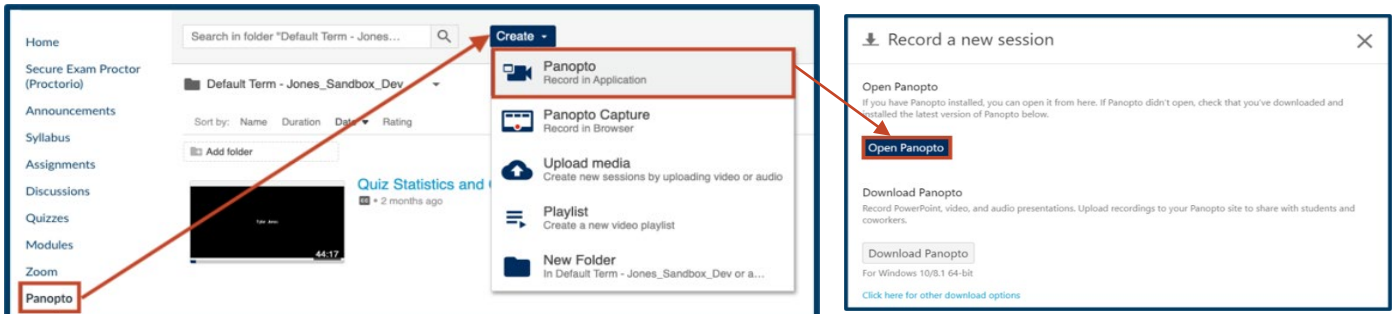 Home
Secure Exam Proctor
(Proctorio)
Announcements
Syllabus
Assignments
Discussions
Quizzes
Modules
Zoom
Panopto
Search in folder "Default Term - Jones...
Create
Default Term - Jones_Sandbox_Dev
Sort by: Name Duration Date Rating
Add folder
Quiz Statistics and
2 months ago
Tyler Jones
44:17
Panopto
Record in Application
Panopto Capture
Record in Browser
Upload media
Create new sessions by uploading video or audio
Playlist
Create a new video playlist
New Folder
In Default Term - Jones_Sandbox_Dev or a...
Record a new session
Open Panopto
If you have Panopto installed, you can open it from here. If Panopto didn't open, check that you've downloaded and
installed the latest version of Panopto below.
Open Panopto
Download Panopto
Record PowerPoint, video, and audio presentations. Upload recordings to your Panopto site to share with students and
coworkers.
Download Panopto
For Windows 10/8.1 64-bit
Click here for other download options